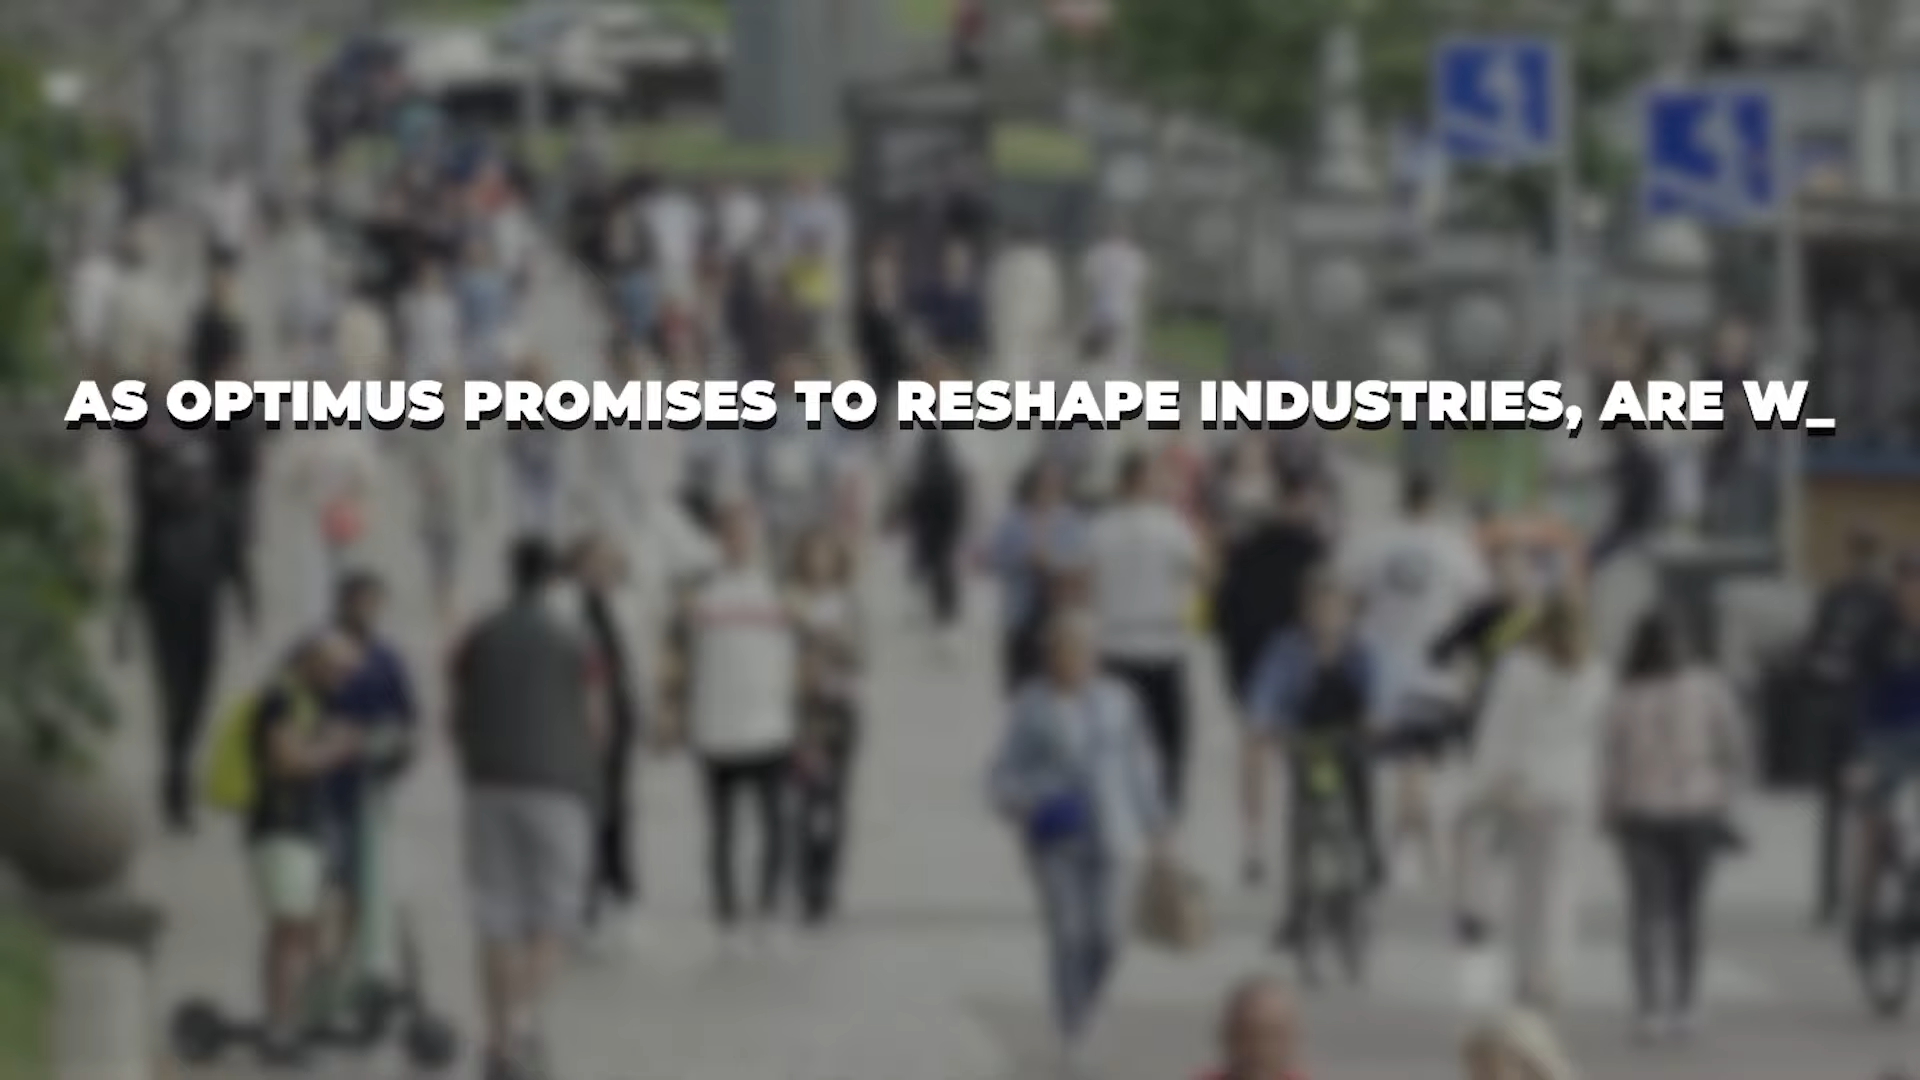 AS OPTIMUS PROMISES TO RESHAPE INDUSTRIES, ARE W_